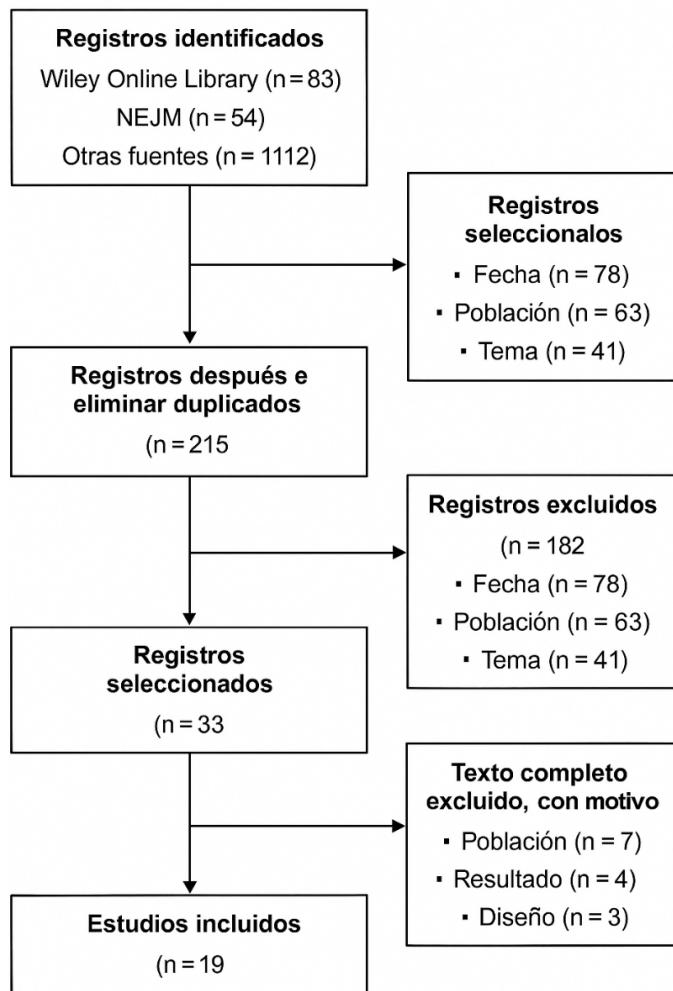 Registros identificados
Wiley Online Library (n = 83)
NEJM (n = 54)
Otras fuentes (n = 1112)
Registros
seleccionalos
▪ Fecha (n = 78)
▪ Población (n = 63)
▪ Tema (n = 41)
Registros después e
eliminar duplicados
(n = 215
Registros excluidos
(n = 182
▪ Fecha (n = 78)
▪ Población (n = 63)
▪ Tema (n = 41)
Registros
seleccionados
(n = 33
Texto completo
excluido, con motivo
▪ Población (n = 7)
▪ Resultado (n = 4)
▪ Diseño (n = 3)
Estudios incluidos
(n = 19